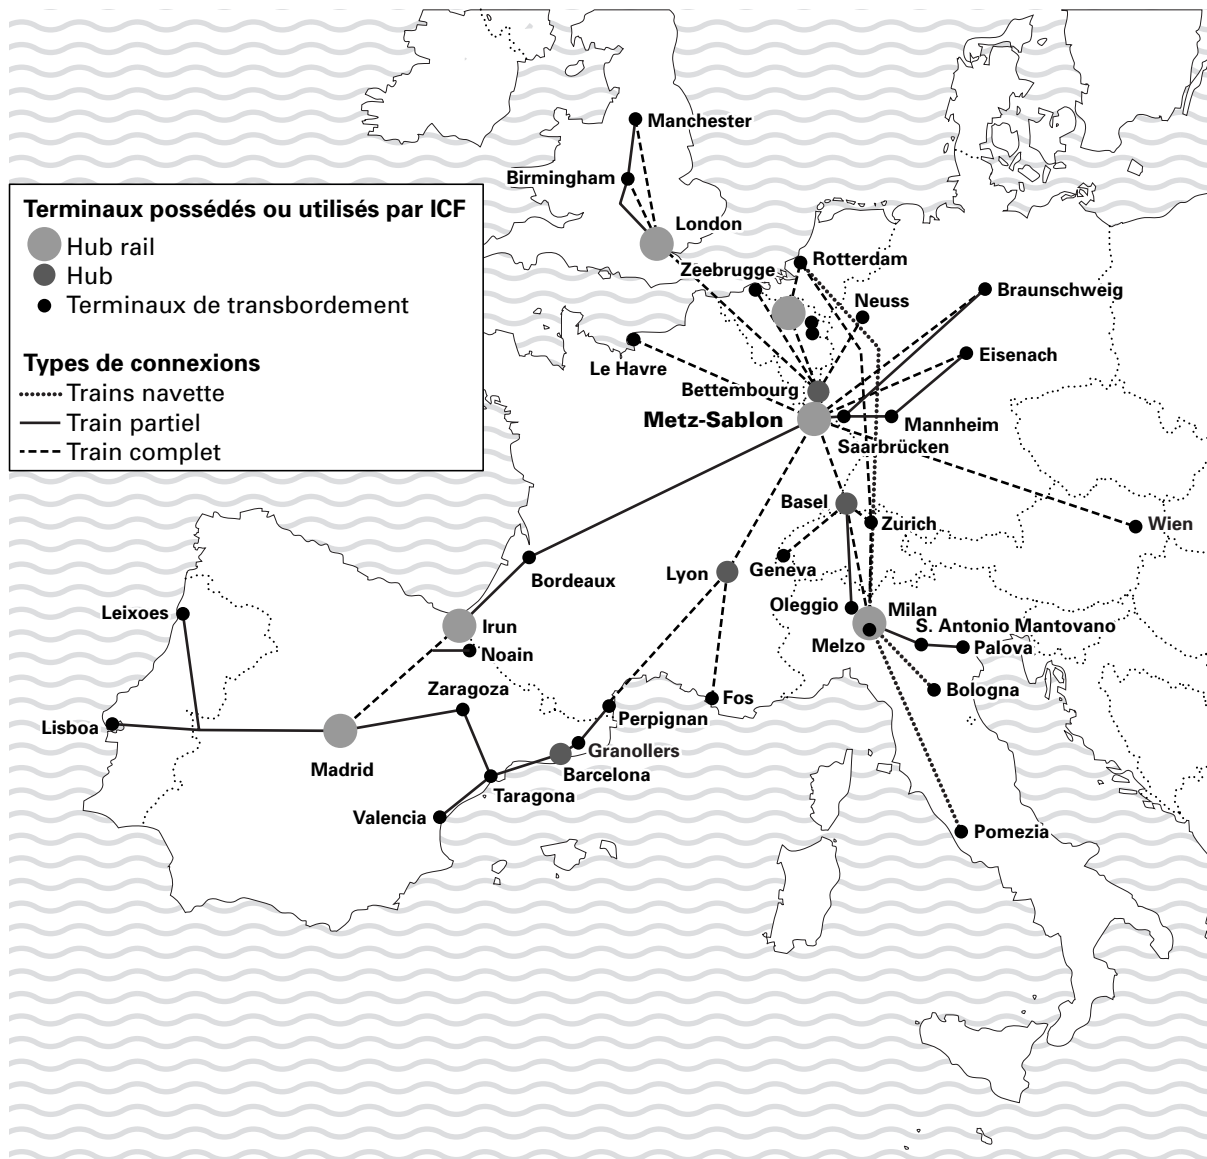 Manchester
Birmingham
Terminaux possédés ou utilisés par ICF
Hub rail
Hub
Terminaux de transbordement
Types de connexions
Trains navette
Train partiel
Train complet
London
Zeebrugge
Rotterdam
Neuss
Braunschweig
Le Havre
Eisenach
Bettembourg
Metz-Sablon
Mannheim
Saarbrücken
Basel
Zurich
Wien
Bordeaux
Lyon
Geneva
Leixoes
Oleggio
Milan
Irun
S. Antonio Mantovano
Melzo
Palova
Noain
Zaragoza
Bologna
Fos
Lisboa
Perpignan
Granollers
Madrid
Barcelona
Taragona
Valencia
Pomezia